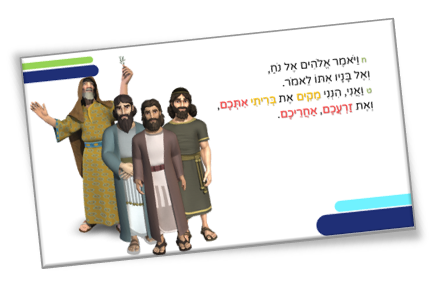 ח וַיֹּאמֶר אֱלֹהִים אֶל נֹחַ,
וְאֶל בָּנָיו אִתּוֹ לֵאמֹר.
ט וַאֲנִי, הִנְנִי מֵקִים אֶת בְּרִיתִי אִתְּכֶם,
וְאֶת זַרְעֲכֶם, אַחֲרֵיכֶם.